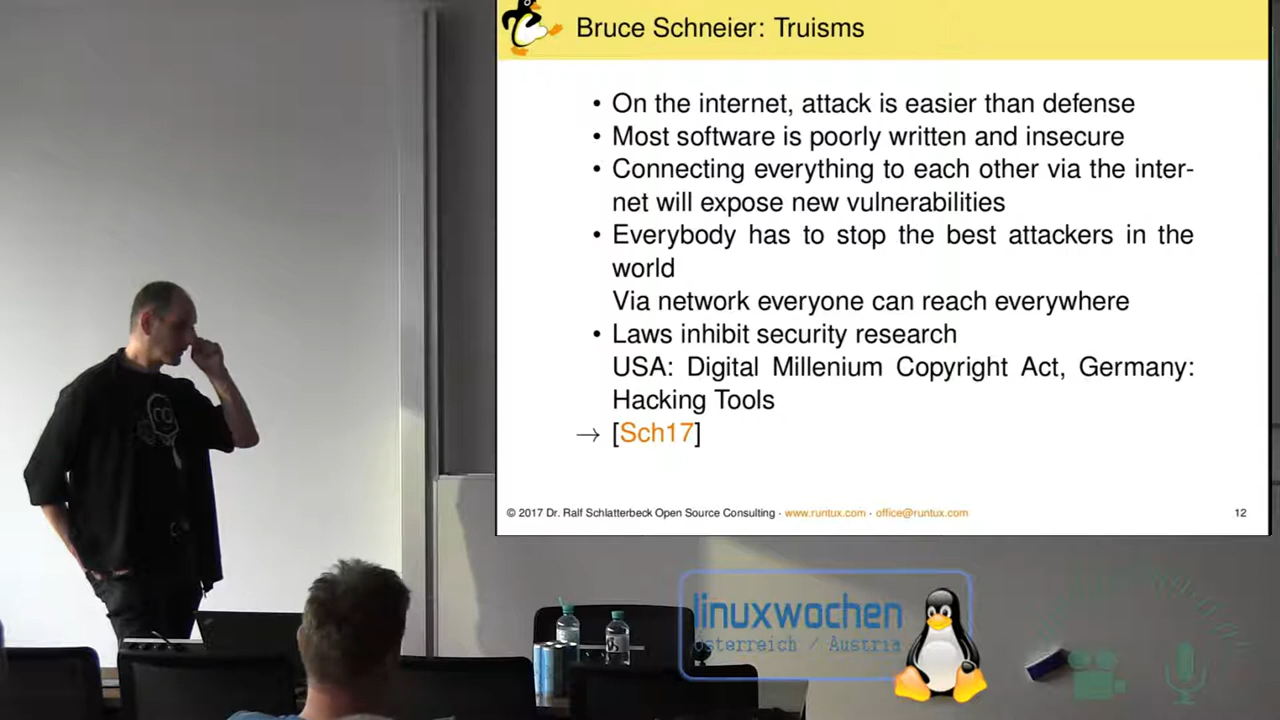 Bruce Schneier: Truisms
• On the internet, attack is easier than defense
• Most software is poorly written and insecure
• Connecting everything to each other via the inter-
net will expose new vulnerabilities
• Everybody has to stop the best attackers in the
world
Via network everyone can reach everywhere
• Laws inhibit security research
USA: Digital Millenium Copyright Act, Germany:
Hacking Tools
→ [Sch17]
© 2017 Dr. Ralf Schlatterbeck Open Source Consulting · www.runtux.com · office@runtux.com
12
linuxwochen
Österreich / Austria